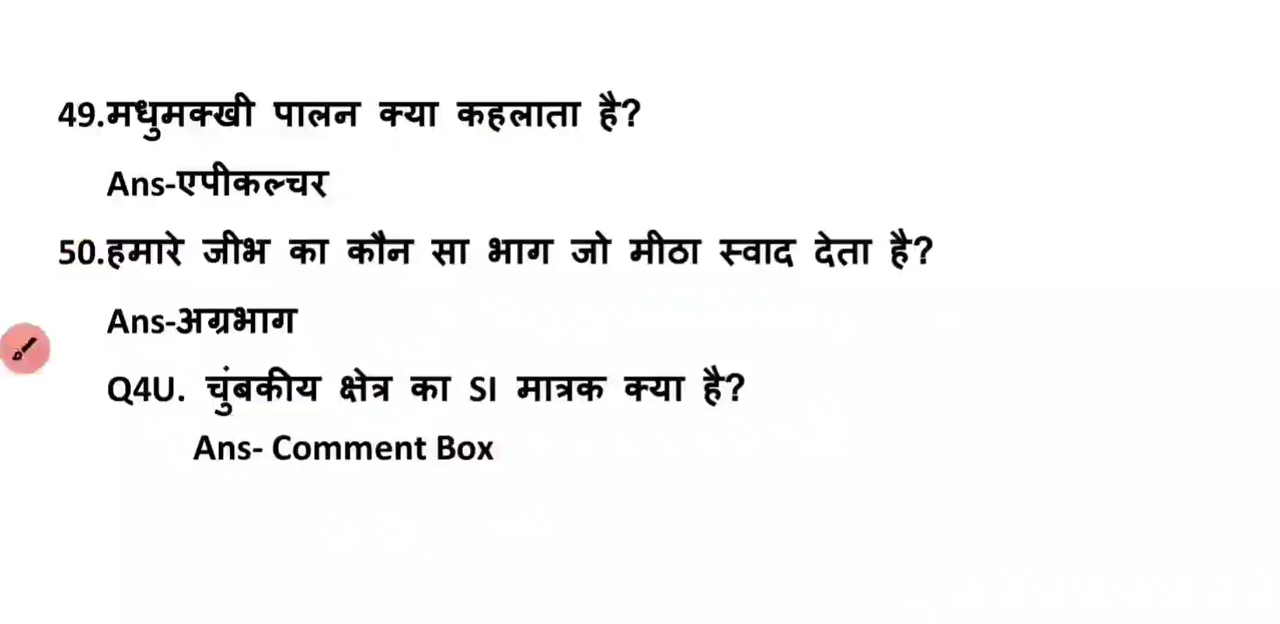 49.मधुमक्खी पालन क्या कहलाता है?
Ans-एपीकल्चर
50.हमारे जीभ का कौन सा भाग जो मीठा स्वाद देता है?
Ans-अग्रभाग
Q4U. चुंबकीय क्षेत्र का SI मात्रक क्या है?
Ans- Comment Box